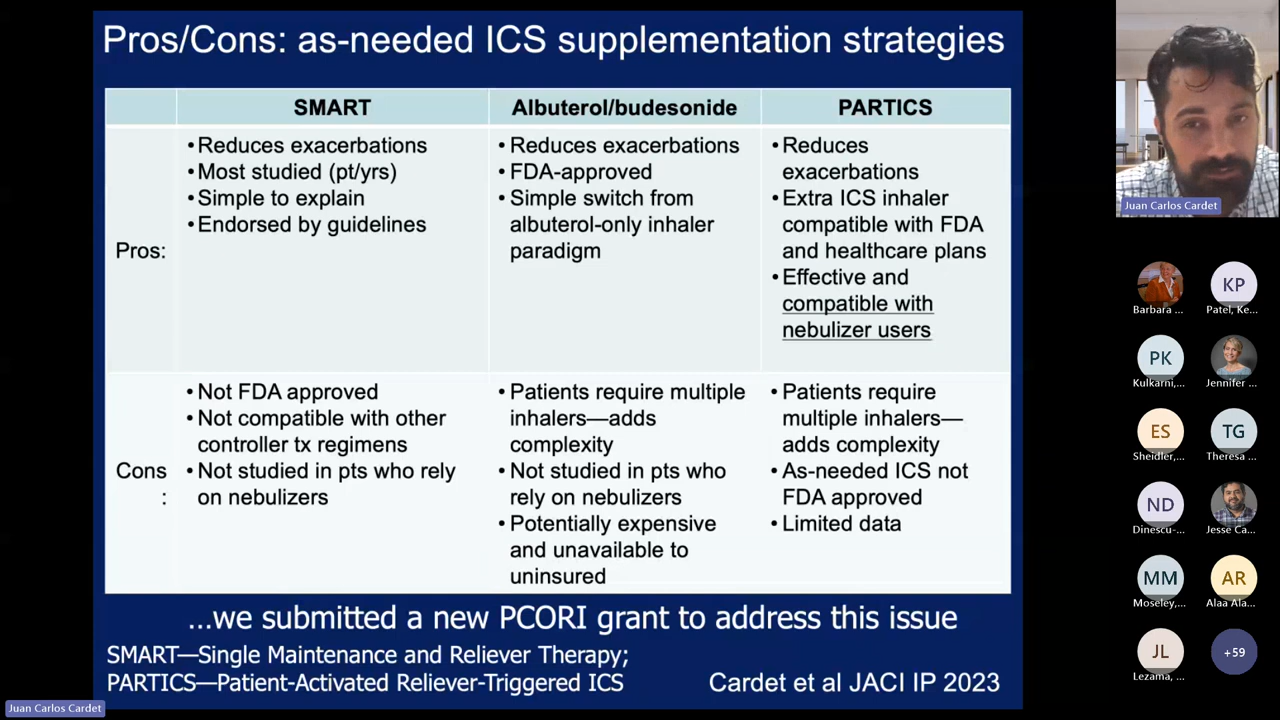 Pros/Cons: as-needed ICS supplementation strategies
SMART
Albuterol/budesonide
PARTICS
Pros:
•Reduces exacerbations
•Most studied (pt/yrs)
•Simple to explain
•Endorsed by guidelines
•Reduces exacerbations
•FDA-approved
•Simple switch from
albuterol-only inhaler
paradigm
•Reduces
exacerbations
•Extra ICS inhaler
compatible with FDA
and healthcare plans
•Effective and
compatible with
nebulizer users
Cons
:
•Not FDA approved
•Not compatible with other
controller tx regimens
•Not studied in pts who rely
on nebulizers
•Patients require multiple
inhalers—adds
complexity
•Not studied in pts who
rely on nebulizers
•Potentially expensive
and unavailable to
uninsured
•Patients require
multiple inhalers—
adds complexity
•As-needed ICS not
FDA approved
•Limited data
...we submitted a new PCORI grant to address this issue
SMART—Single Maintenance and Reliever Therapy;
PARTICS—Patient-Activated Reliever-Triggered ICS
Cardet et al JACI IP 2023
Juan Carlos Cardet
Juan Carlos Cardet
Barbara ...
KP
Patel, Ke...
PK
Kulkarni,...
Jennifer ...
ES
Sheidler,...
TG
Theresa ...
ND
Dinescu-...
Jesse Ca...
MM
Moseley,...
AR
Alaa Ala...
JL
Lezama, ...
+59